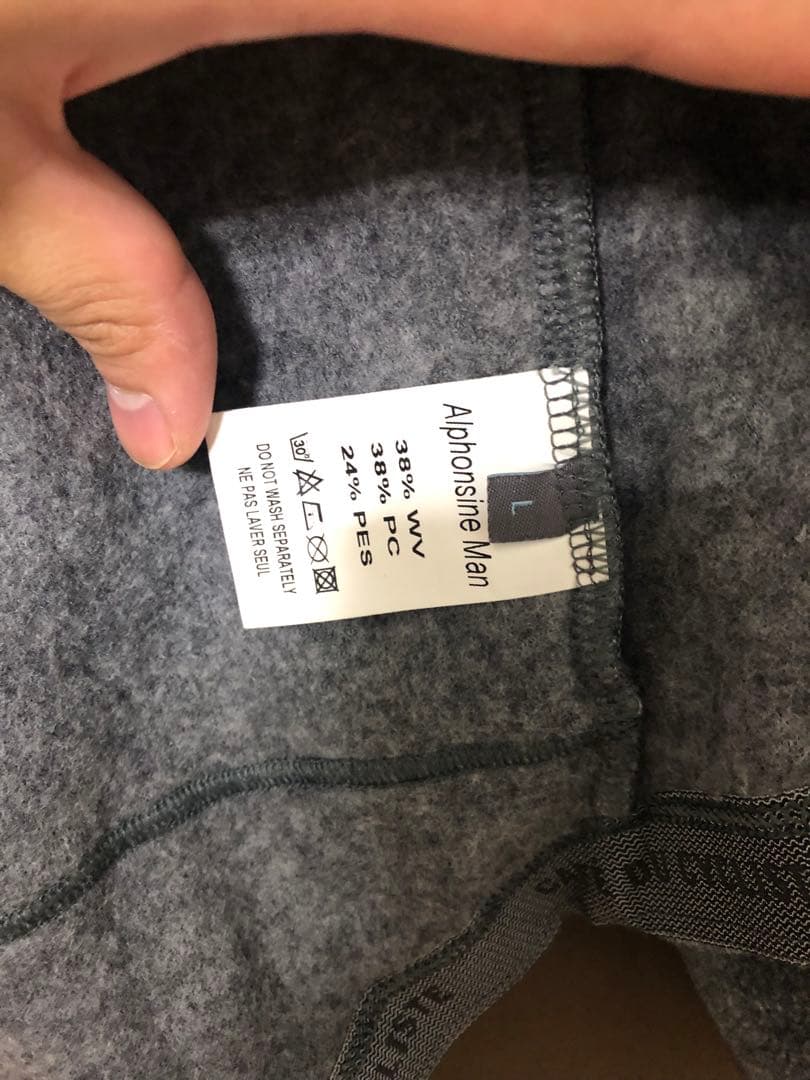 Alphonsine Man
L
38% WV
38% PC
24% PES
30°
DO NOT WASH SEPARATELY
NE PAS LAVER SEUL